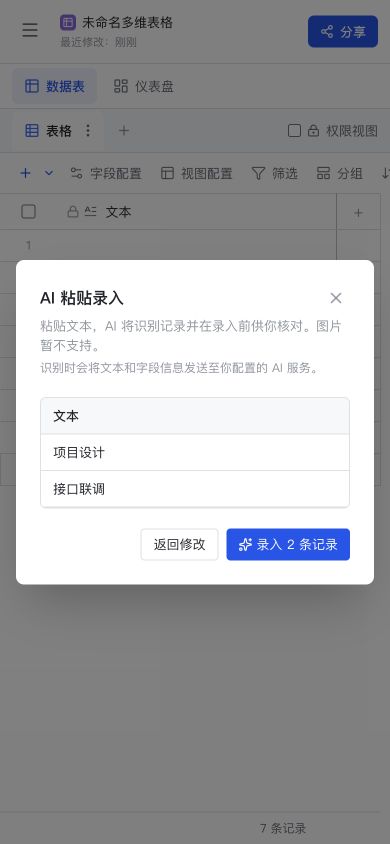 未命名多维表格
最近修改：刚刚
分享
数据表
仪表盘
表格
权限视图
字段配置
视图配置
筛选
分组
文本
1
AI 粘贴录入
粘贴文本，AI 将识别记录并在录入前供你核对。图片
暂不支持。
识别时会将文本和字段信息发送至你配置的 AI 服务。
文本
项目设计
接口联调
返回修改
录入 2 条记录
7 条记录